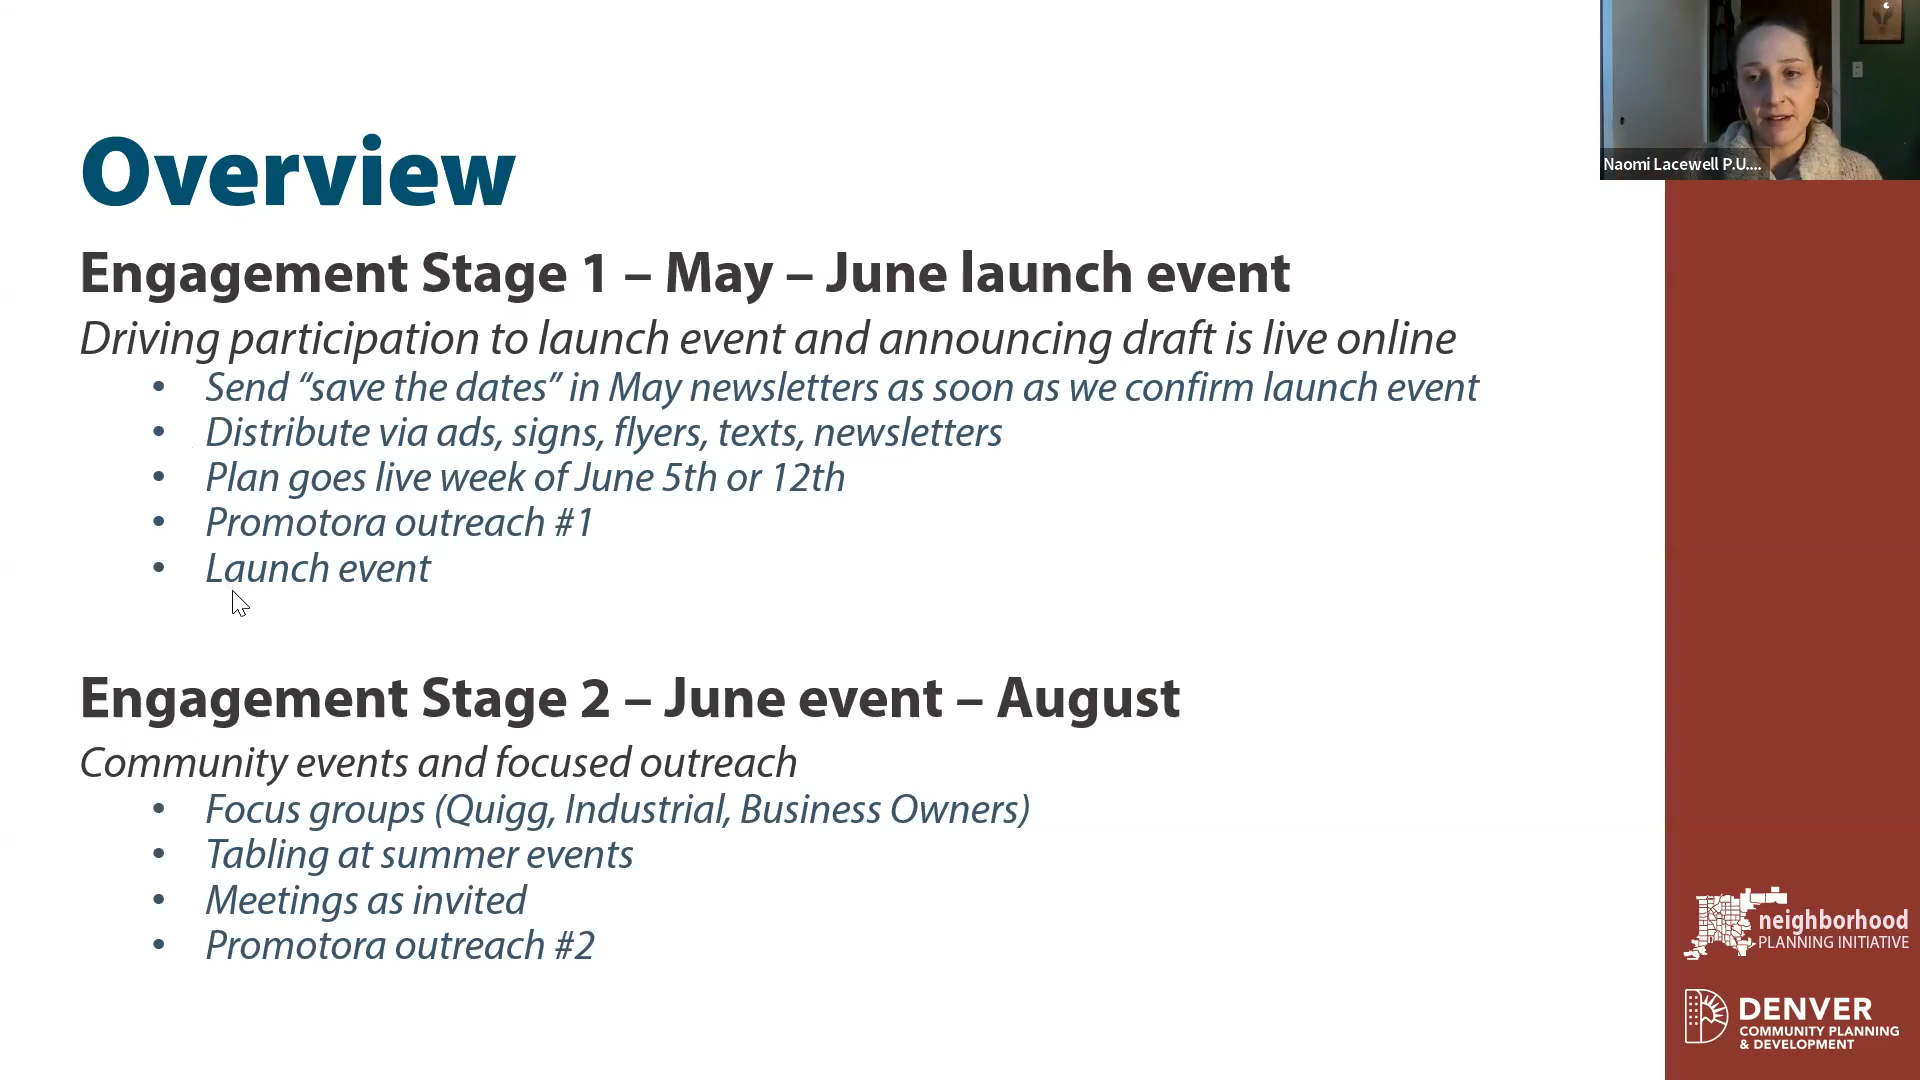 Overview
Engagement Stage 1 – May – June launch event
Driving participation to launch event and announcing draft is live online
• Send “save the dates” in May newsletters as soon as we confirm launch event
• Distribute via ads, signs, flyers, texts, newsletters
• Plan goes live week of June 5th or 12th
• Promotora outreach #1
• Launch event
Engagement Stage 2 – June event – August
Community events and focused outreach
• Focus groups (Quigg, Industrial, Business Owners)
• Tabling at summer events
• Meetings as invited
• Promotora outreach #2
Naomi Lacewell P.U....
neighborhood
PLANNING INITIATIVE
DENVER
COMMUNITY PLANNING
& DEVELOPMENT